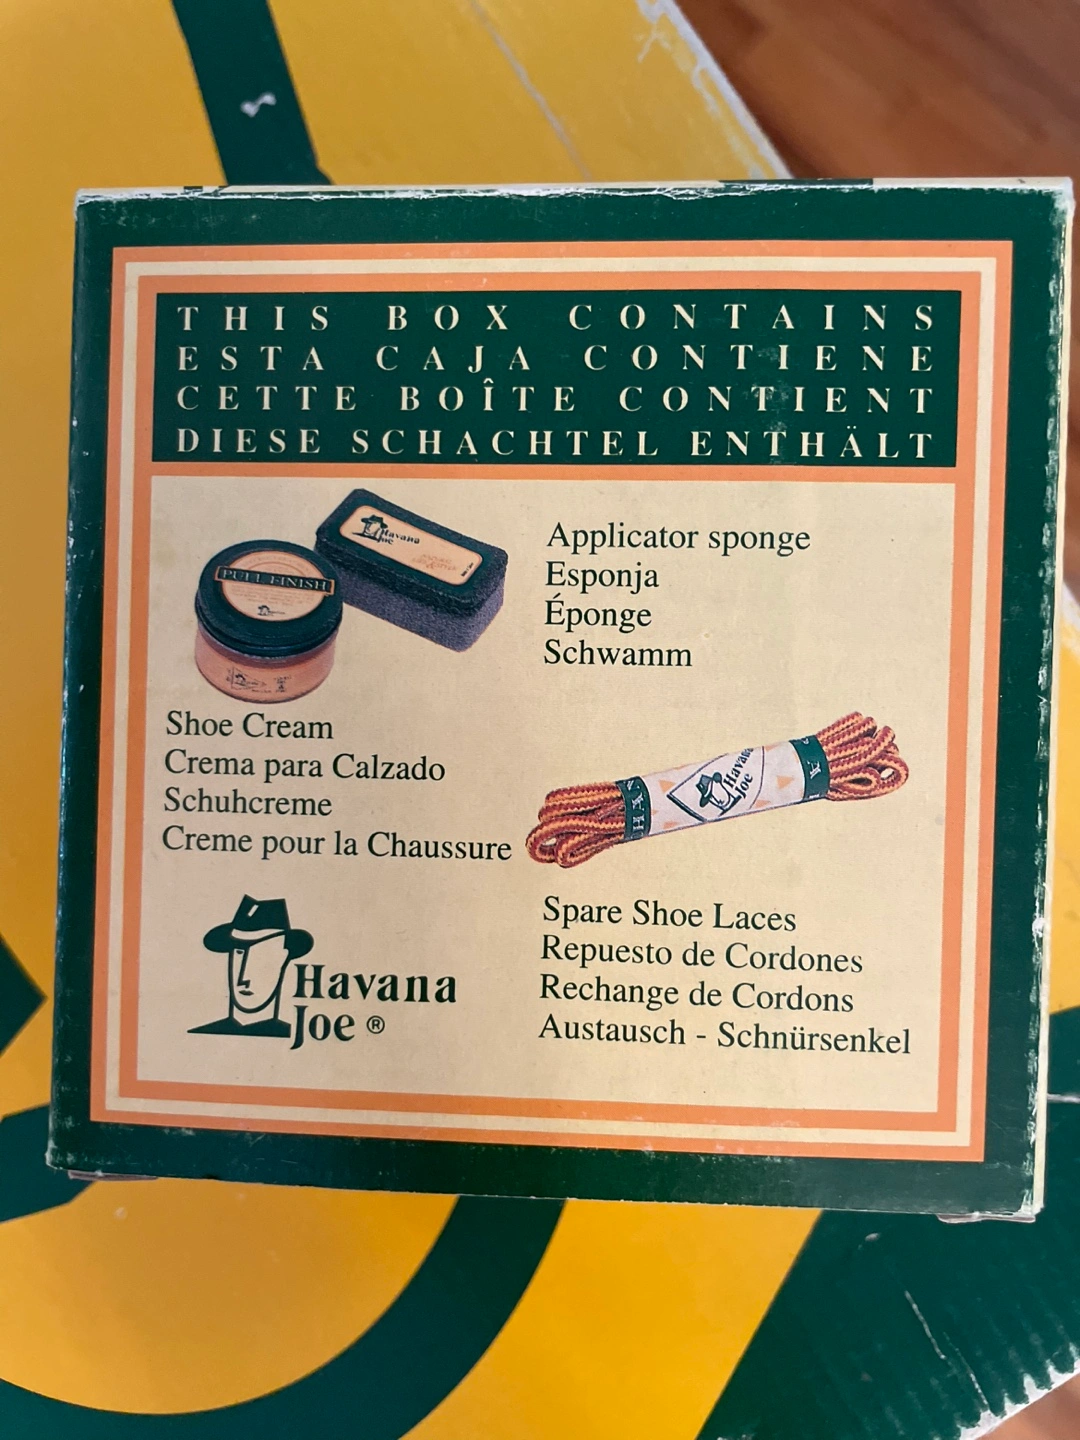 THIS BOX CONTAINS
ESTA CAJA CONTIENE
CETTE BOÎTE CONTIENT
DIESE SCHACHTEL ENTHÄLT
Havana
Joe
PULL FINISH
Applicator sponge
Esponja
Éponge
Schwamm
Shoe Cream
Crema para Calzado
Schuhcreme
Creme pour la Chaussure
Havana
Joe
Spare Shoe Laces
Repuesto de Cordones
Rechange de Cordons
Austausch - Schnürsenkel
Havana
Joe ®